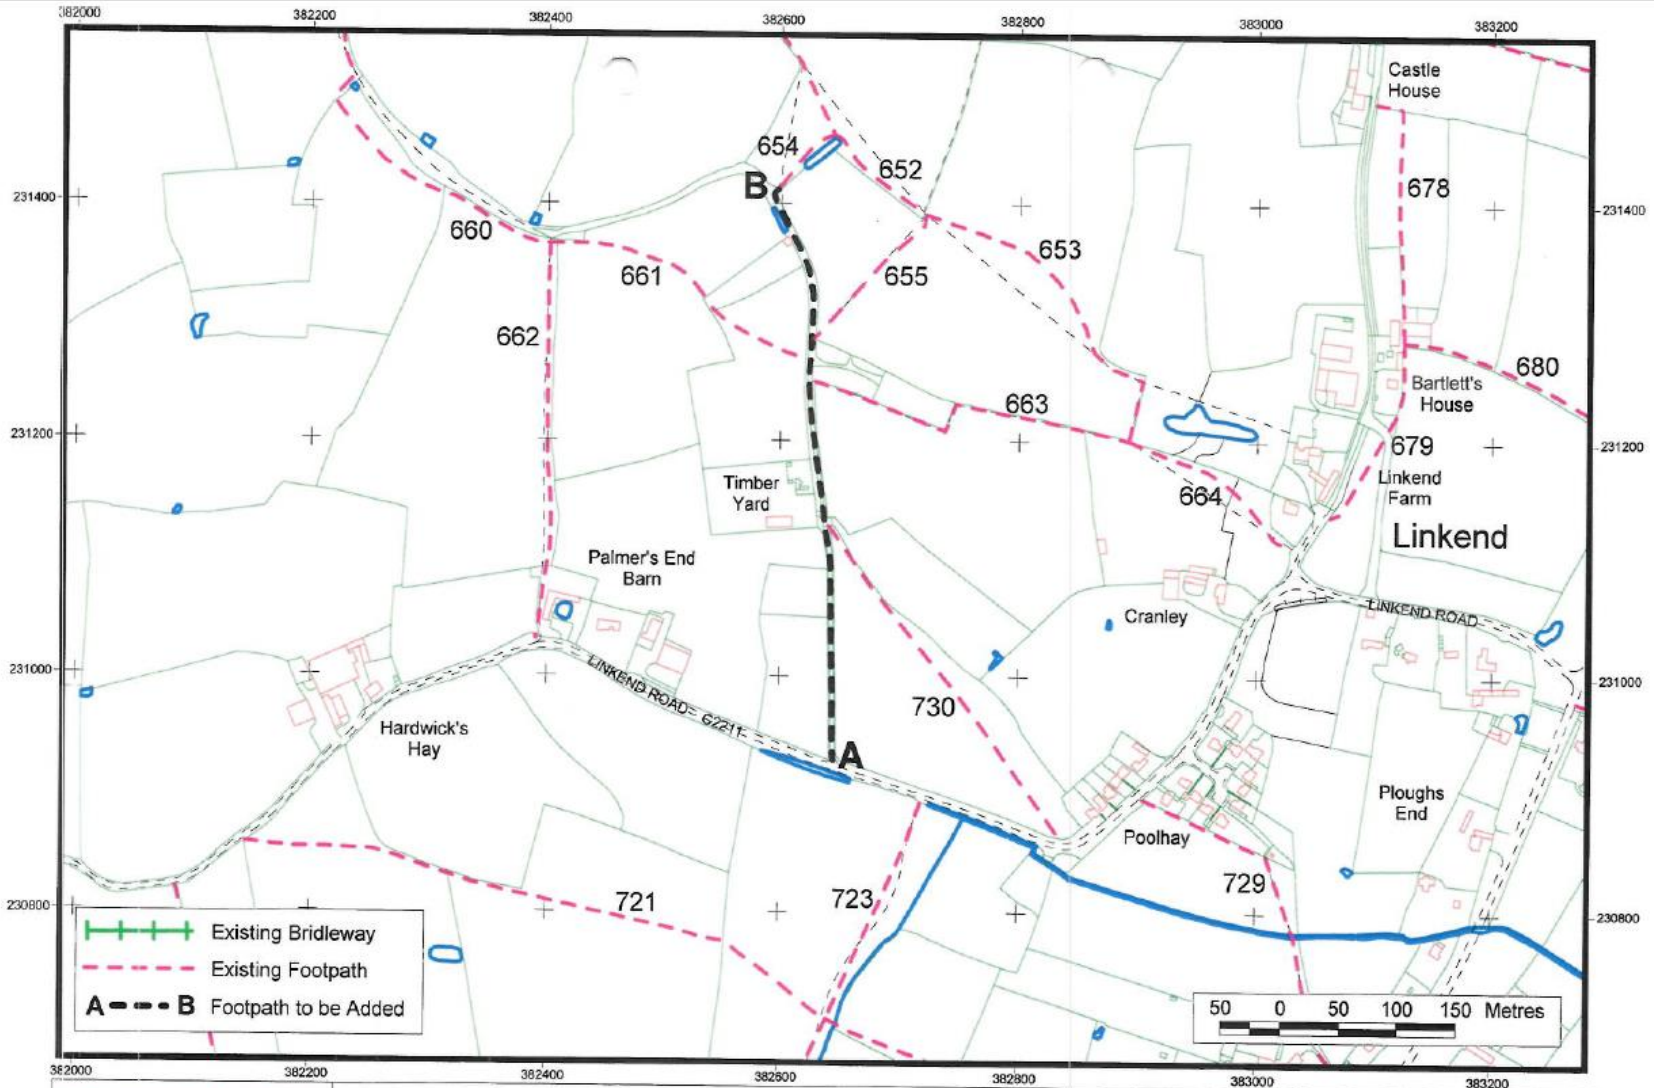 382000
382200
382400
382600
382800
383000
383200
Castle
House
654
652
B
678
231400
231400
660
653
661
655
662
680
Bartlett's
House
663
231200
679
231200
Linkend
Farm
Timber
Yard
664
Linkend
Palmer's End
Barn
LINKEND ROAD
Cranley
231000
LINKEND ROAD- C2211
231000
730
Hardwick's
Hay
A
Ploughs
End
Poolhay
729
721
723
230800
230800
Existing Bridleway
Existing Footpath
A B Footpath to be Added
50 0 50 100 150 Metres
382000
382200
382400
382600
382800
383000
383200